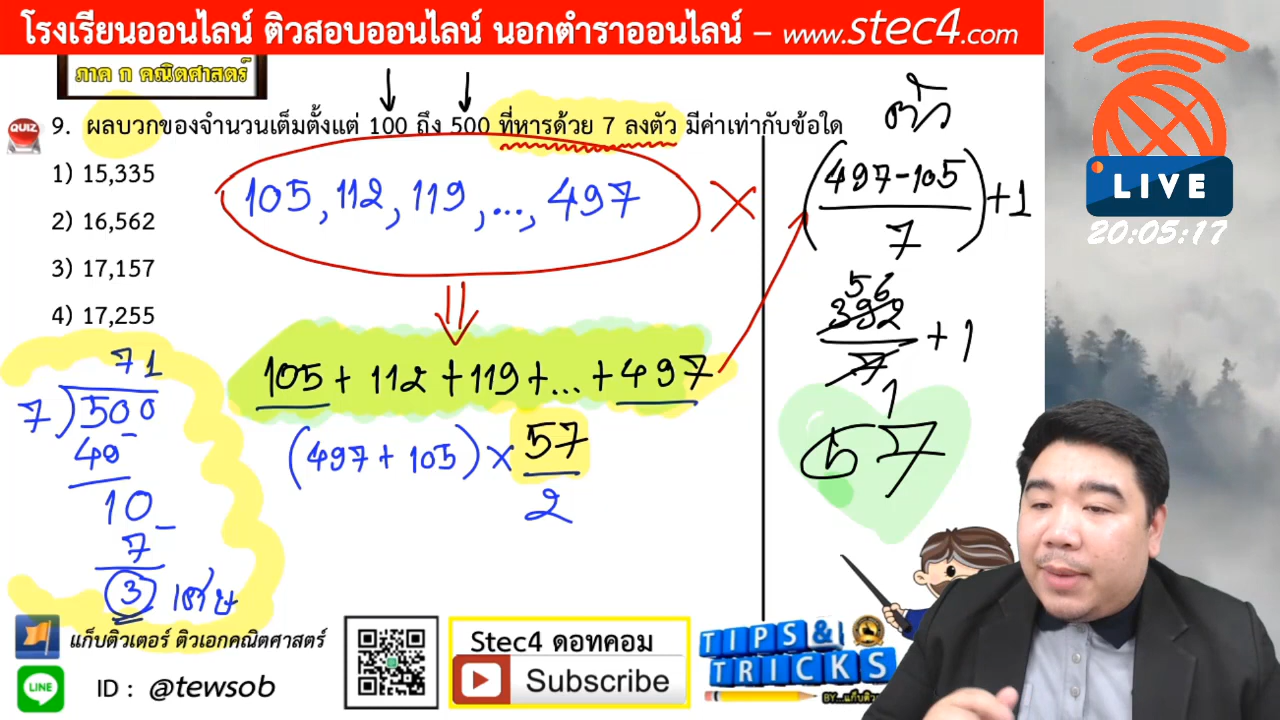 โรงเรียนออนไลน์ ติวสอบออนไลน์ นอกตำราออนไลน์ – www.stec4.com
ภาค ก คณิตศาสตร์
QUIZ
9. ผลบวกของจำนวนเต็มตั้งแต่ 100 ถึง 500 ที่หารด้วย 7 ลงตัว มีค่าเท่ากับข้อใด
1) 15,335
2) 16,562
3) 17,157
4) 17,255
105, 112, 119, ..., 497
105 + 112 + 119 + ... + 497
(497 + 105) × 57
2
71
7 500
49
10
7
3 เศษ
ตัว
(497 - 105) + 1
7
56
392 + 1
7
1
57
LIVE
20:05:17
แก๊บติวเตอร์ ติวเอกคณิตศาสตร์
LINE
ID : @tewsob
Stec4 ดอทคอม
Subscribe
TIPS &
TRICKS